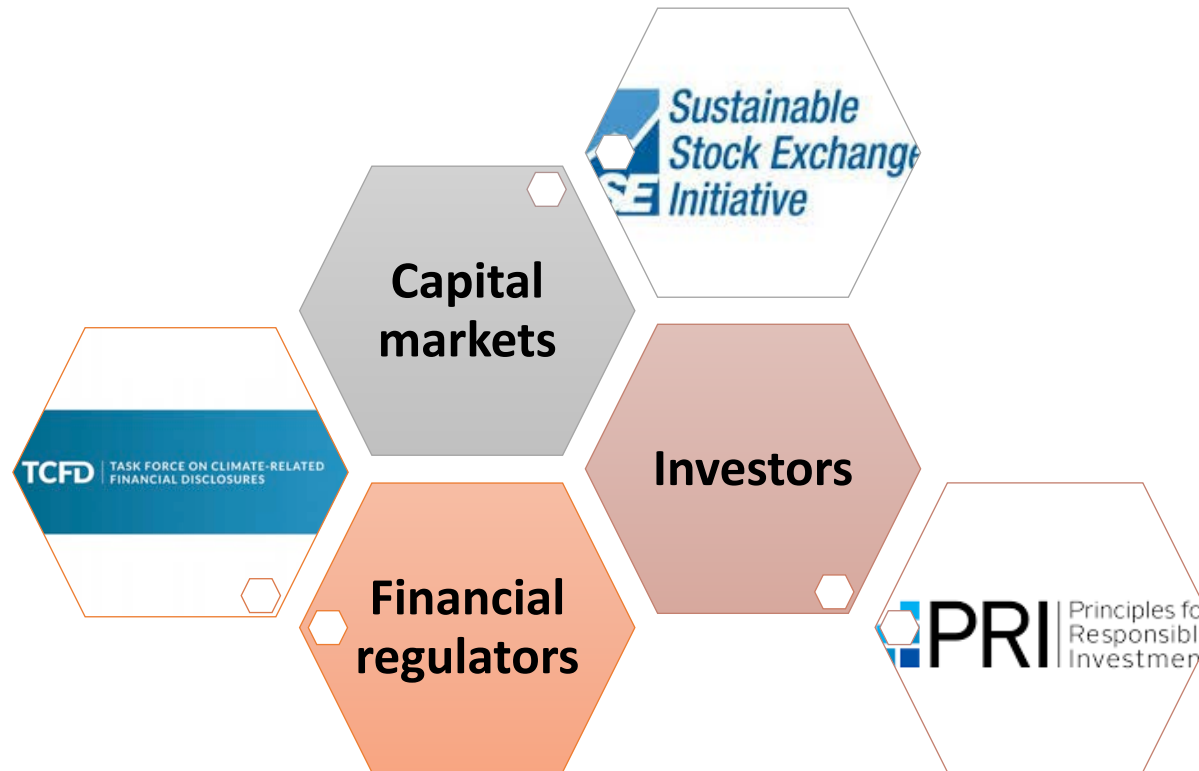 Sustainable
Stock Exchange
SE Initiative
Capital
markets
TCFD TASK FORCE ON CLIMATE-RELATED
FINANCIAL DISCLOSURES
Investors
Financial
regulators
PRI Principles fo
Responsibl
Investmen